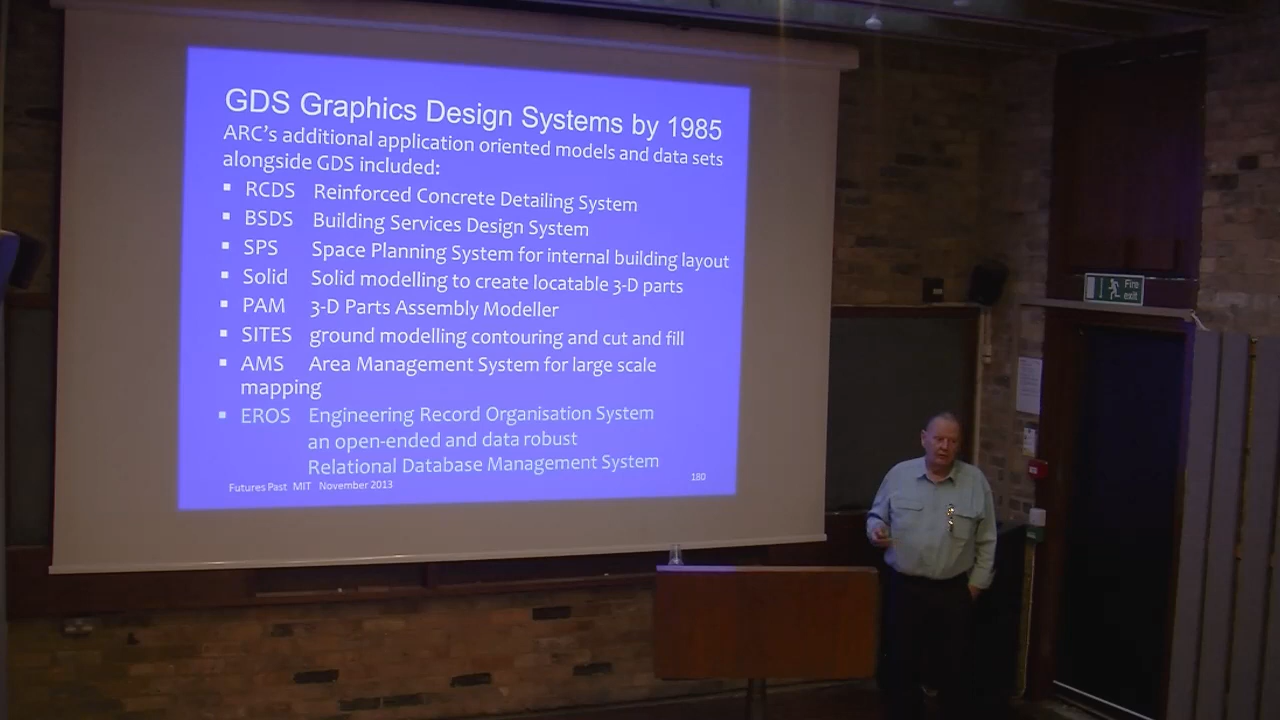 GDS Graphics Design Systems by 1985
ARC's additional application oriented models and data sets
alongside GDS included:
▪ RCDS Reinforced Concrete Detailing System
▪ BSDS Building Services Design System
▪ SPS Space Planning System for internal building layout
▪ Solid Solid modelling to create locatable 3-D parts
▪ PAM 3-D Parts Assembly Modeller
▪ SITES ground modelling contouring and cut and fill
▪ AMS Area Management System for large scale
mapping
▪ EROS Engineering Record Organisation System
an open-ended and data robust
Relational Database Management System
Futures Past MIT November 2013
180
Fire
exit